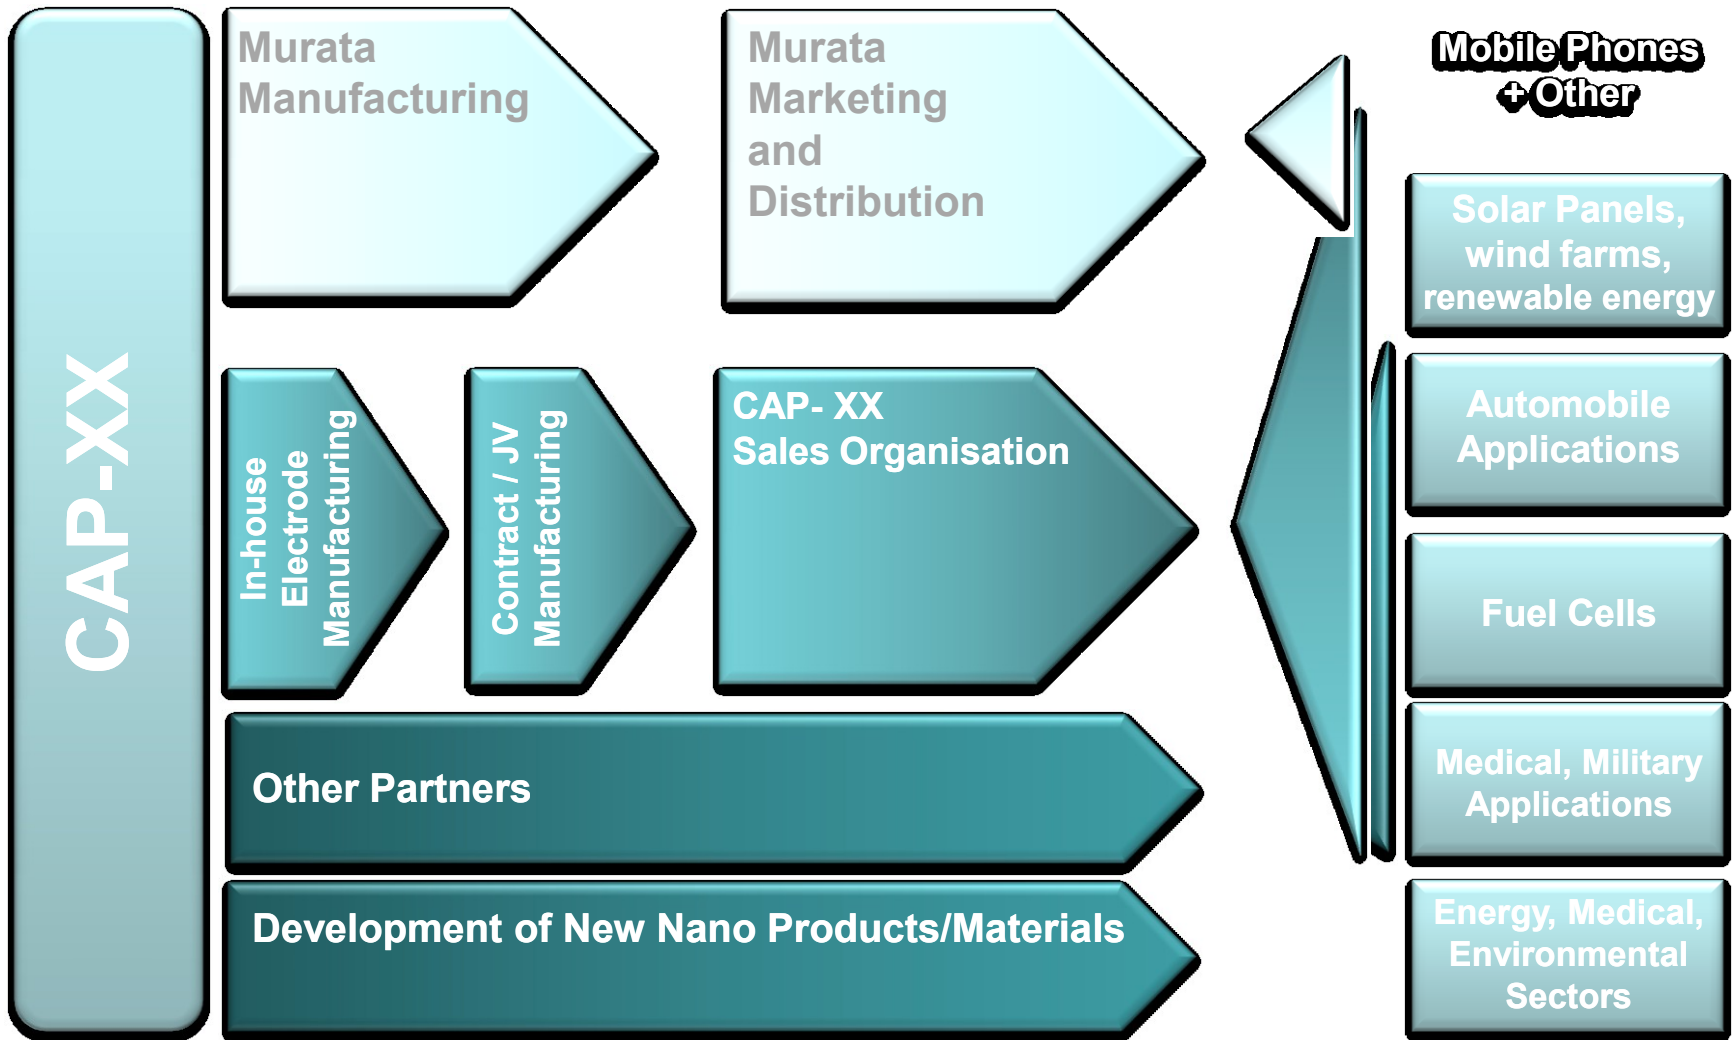 CAP-XX
Murata
Manufacturing
Murata
Marketing
and
Distribution
Mobile Phones
+ Other
Solar Panels,
wind farms,
renewable energy
In-house
Electrode
Manufacturing
Contract / JV
Manufacturing
CAP- XX
Sales Organisation
Automobile
Applications
Fuel Cells
Other Partners
Medical, Military
Applications
Development of New Nano Products/Materials
Energy, Medical,
Environmental
Sectors